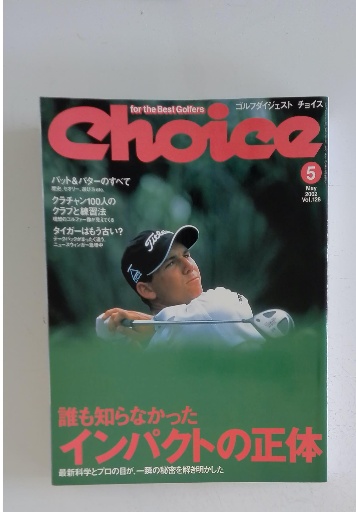 for the Best Golfers
ゴルフダイジェスト チョイス
Choice
5
May
2002
Vol.128
パット&パターのすべて
クラチャン100人の
クラブと練習法
タイガーはもう古い?
Titleist
誰も知らなかった
インパクトの正体
最新科学とプロの目が、一瞬の秘密を解き明かした